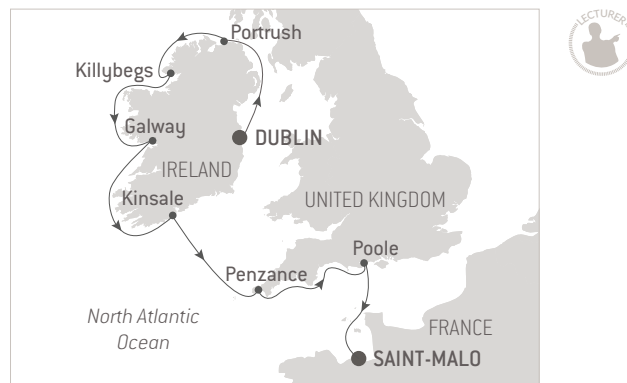 LECTURER
Portrush
Killybegs
Galway
DUBLIN
IRELAND
Kinsale
UNITED KINGDOM
Poole
Penzance
North Atlantic
Ocean
FRANCE
SAINT-MALO